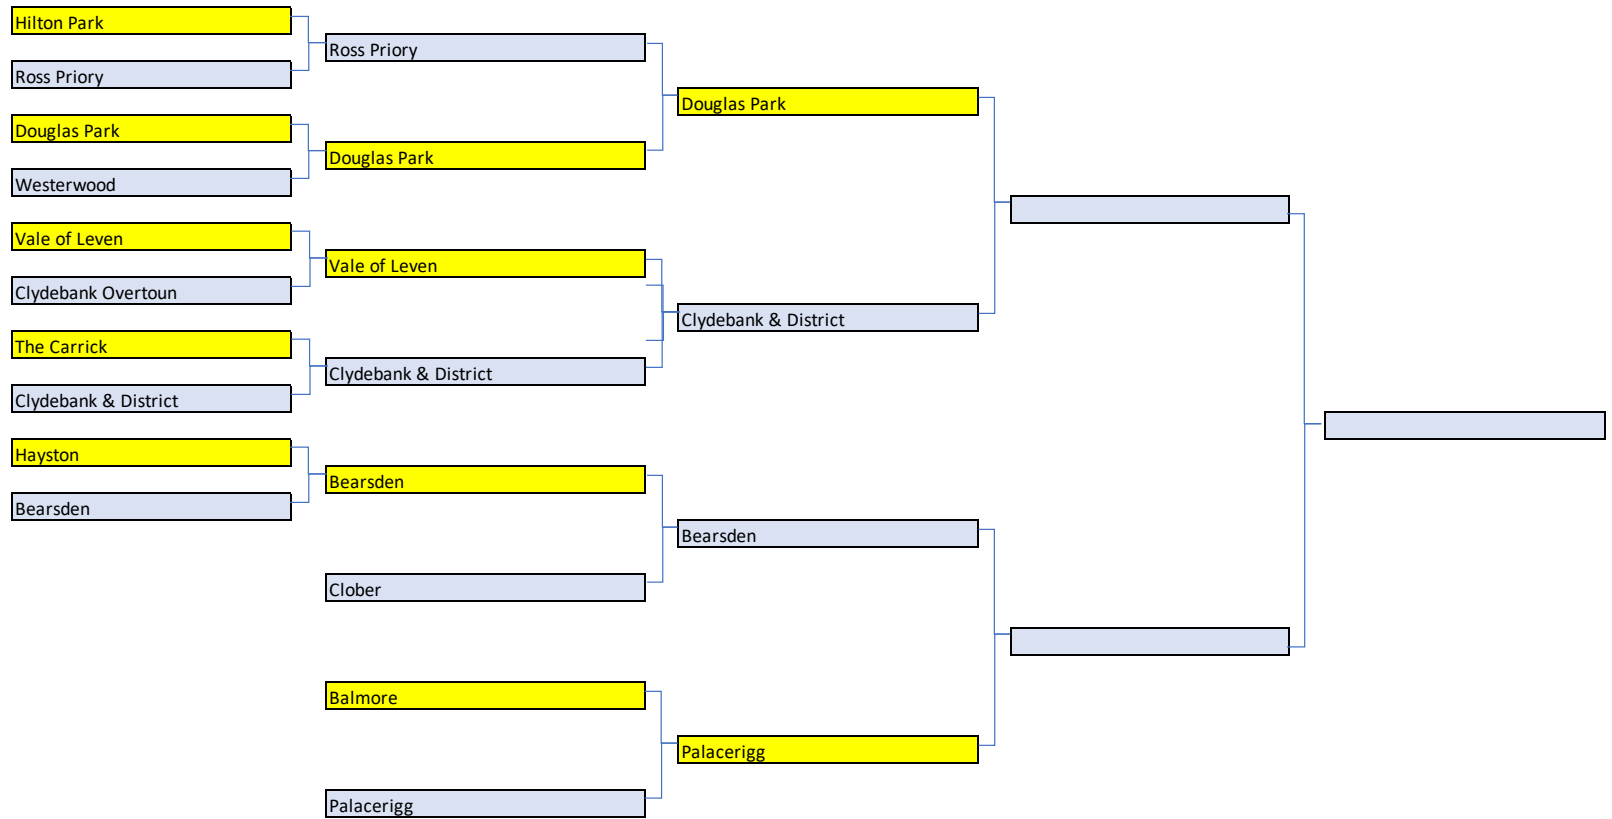 Hilton Park
Ross Priory
Ross Priory
Douglas Park
Douglas Park
Douglas Park
Westerwood
Vale of Leven
Vale of Leven
Clydebank Overtoun
Clydebank & District
The Carrick
Clydebank & District
Clydebank & District
Hayston
Bearsden
Bearsden
Bearsden
Clober
Balmore
Palacerigg
Palacerigg